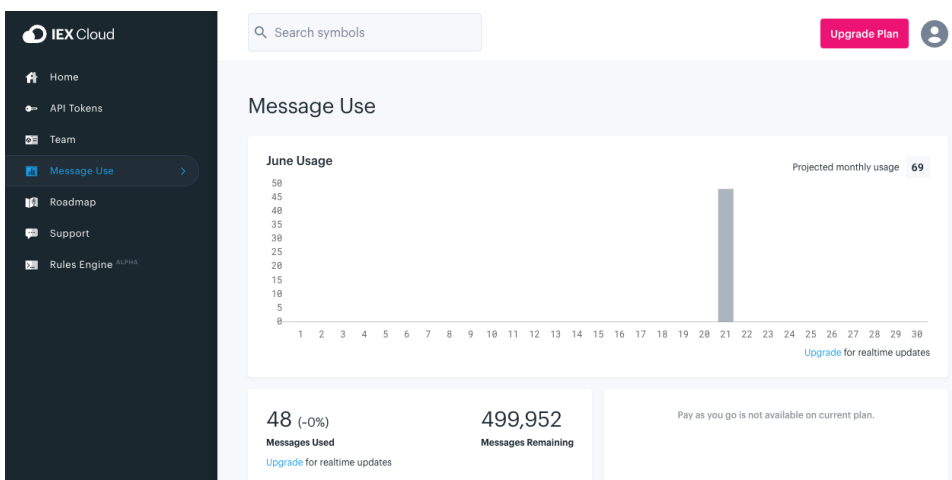 IEX Cloud
Search symbols
Upgrade Plan
Home
API Tokens
Team
Message Use
Roadmap
Support
Rules Engine ALPHA
Message Use
June Usage
Projected monthly usage 69
50
45
40
35
30
25
20
15
10
5
0
1 2 3 4 5 6 7 8 9 10 11 12 13 14 15 16 17 18 19 20 21 22 23 24 25 26 27 28 29 30
Upgrade for realtime updates
48 (~0%)
Messages Used
Upgrade for realtime updates
499,952
Messages Remaining
Pay as you go is not available on current plan.